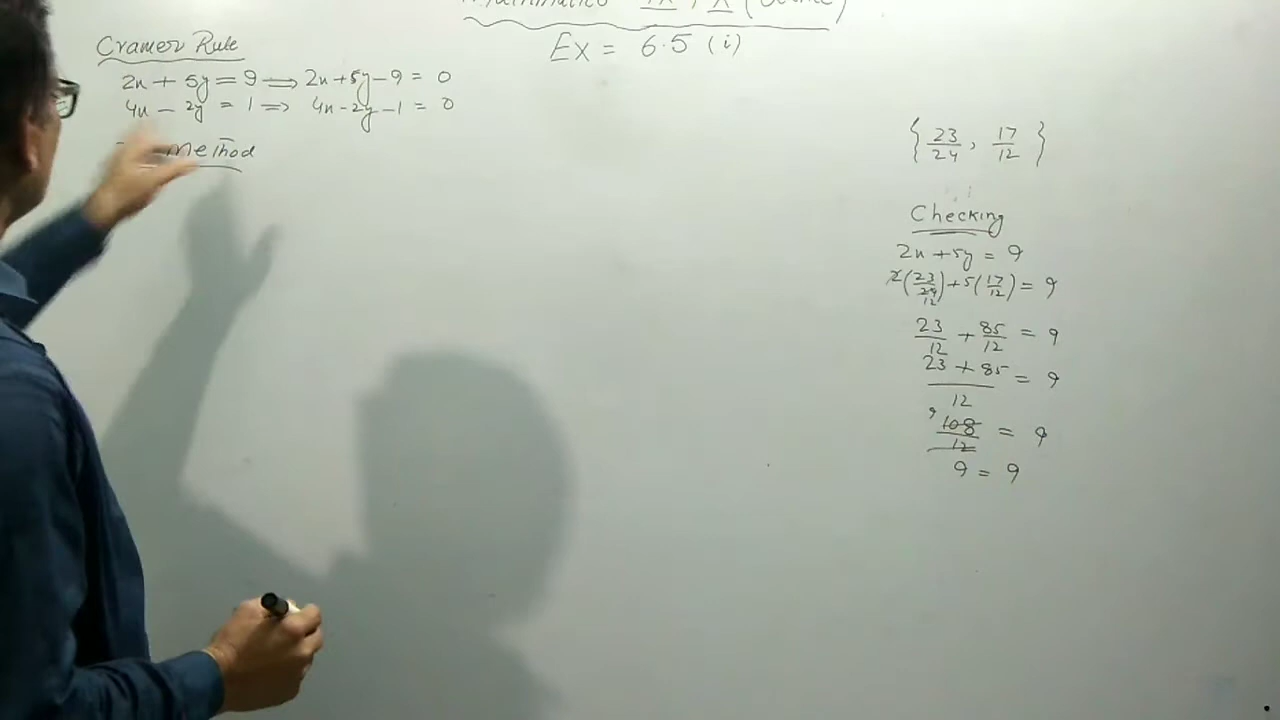 Cramer Rule
Ex = 6.5 (i)
2x + 5y = 9 ⟹ 2x + 5y - 9 = 0
4x - 2y = 1 ⟹ 4x - 2y - 1 = 0
method
{ 23/24 , 17/12 }
Checking
2x + 5y = 9
2(23/24 12) + 5(17/12) = 9
23/12 + 85/12 = 9
23 + 85 / 12 = 9
9 108/12 = 9
9 = 9